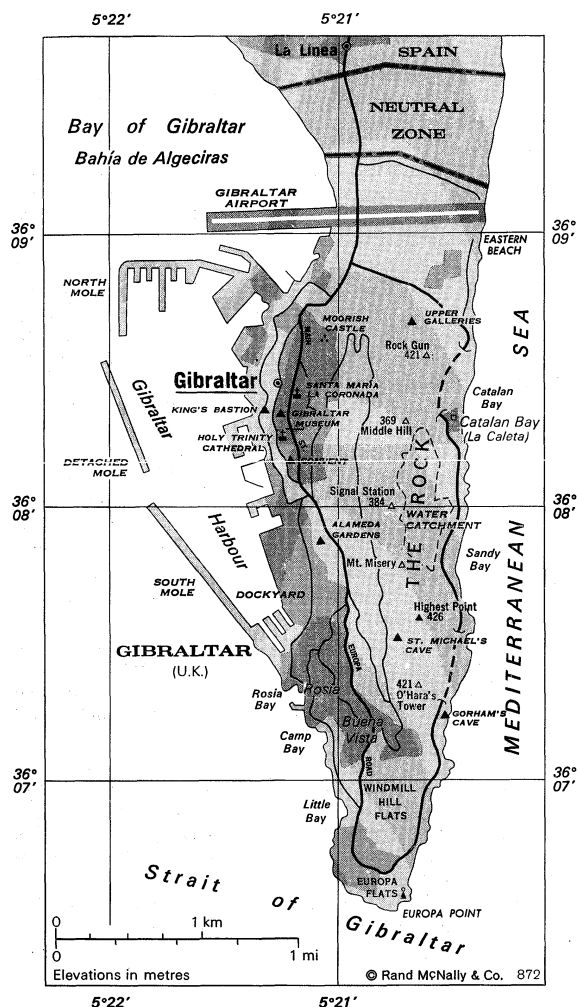 5°22' 5°21'
La Línea
SPAIN
NEUTRAL
ZONE
Bay of Gibraltar
Bahía de Algeciras
GIBRALTAR
AIRPORT
36°
09'
36°
09'
EASTERN
BEACH
NORTH
MOLE
MOORISH
CASTLE
UPPER
GALLERIES
Rock Gun
421
SEA
MAIN
Gibraltar
SANTA MARIA
LA CORONADA
Catalan
Bay
KING'S BASTION
GIBRALTAR
MUSEUM
369
Middle Hill
Catalan Bay
(La Caleta)
HOLY TRINITY
CATHEDRAL
ST.
CONVENT
Gibraltar
Harbour
DETACHED
MOLE
THE ROCK
Signal Station
384
36°
08'
36°
08'
WATER
CATCHMENT
ALAMEDA
GARDENS
Sandy
Bay
Mt. Misery
SOUTH
MOLE
DOCKYARD
Highest Point
426
MEDITERRANEAN
GIBRALTAR
(U.K.)
EUROPA
ST. MICHAEL'S
CAVE
Rosia
Bay
Rosia
421
O'Hara's
Tower
GORHAM'S
CAVE
Camp
Bay
Buena
Vista
ROAD
36°
07'
36°
07'
WINDMILL
HILL
FLATS
Little
Bay
Strait of Gibraltar
EUROPA
FLATS
EUROPA POINT
0 1 km
0 1 mi
Elevations in metres
© Rand McNally & Co. 872
5°22' 5°21'